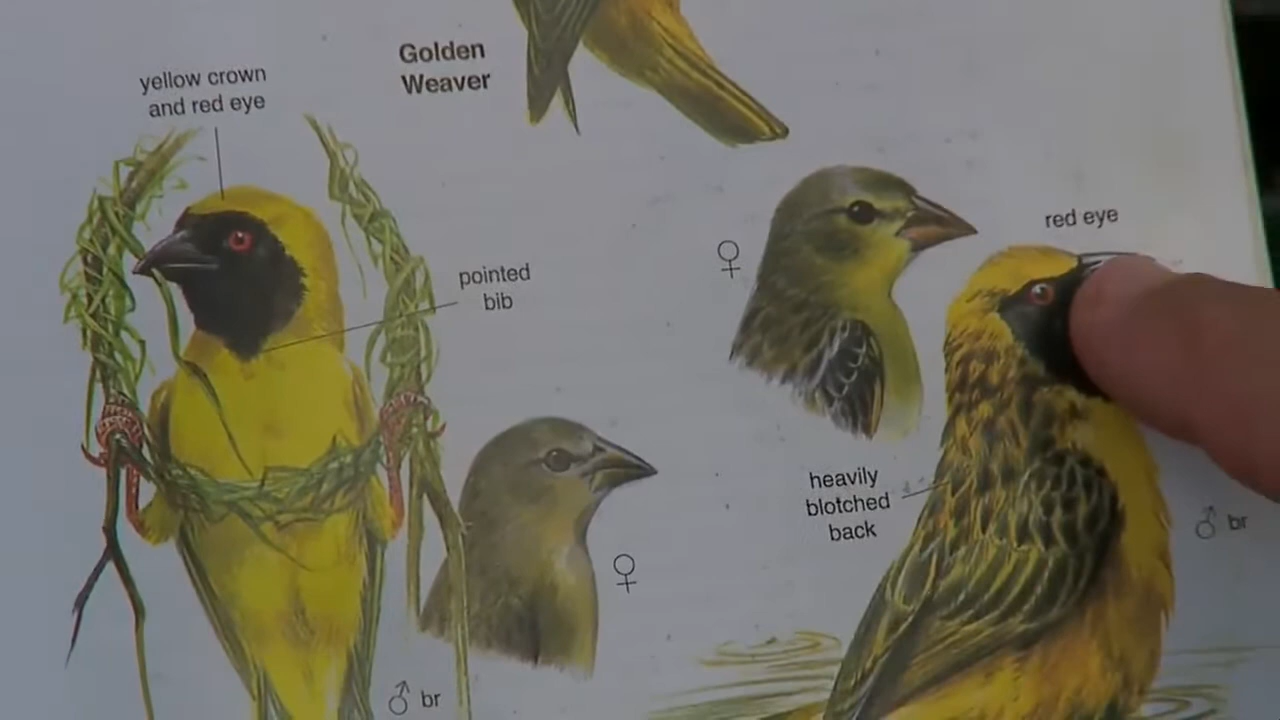 Golden
Weaver
yellow crown
and red eye
pointed
bib
♀
red eye
heavily
blotched
back
♂ br
♀
♂ br